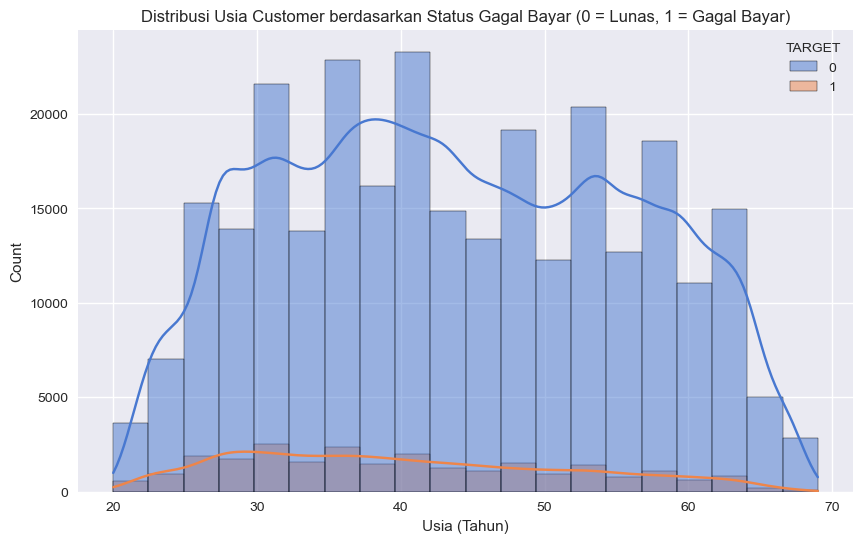 Distribusi Usia Customer berdasarkan Status Gagal Bayar (0 = Lunas, 1 = Gagal Bayar)
TARGET
0
1
Count
20000
15000
10000
5000
0
20 30 40 50 60 70
Usia (Tahun)